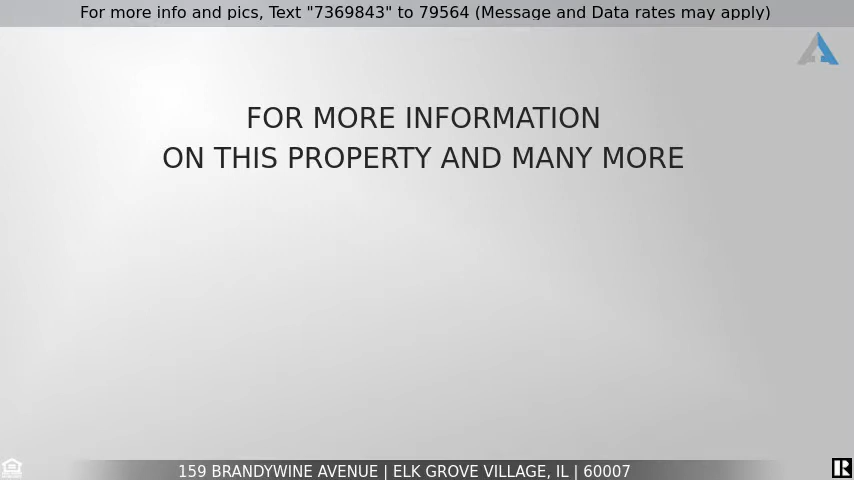 For more info and pics, Text "7369843" to 79564 (Message and Data rates may apply)
FOR MORE INFORMATION
ON THIS PROPERTY AND MANY MORE
159 BRANDYWINE AVENUE | ELK GROVE VILLAGE, IL | 60007